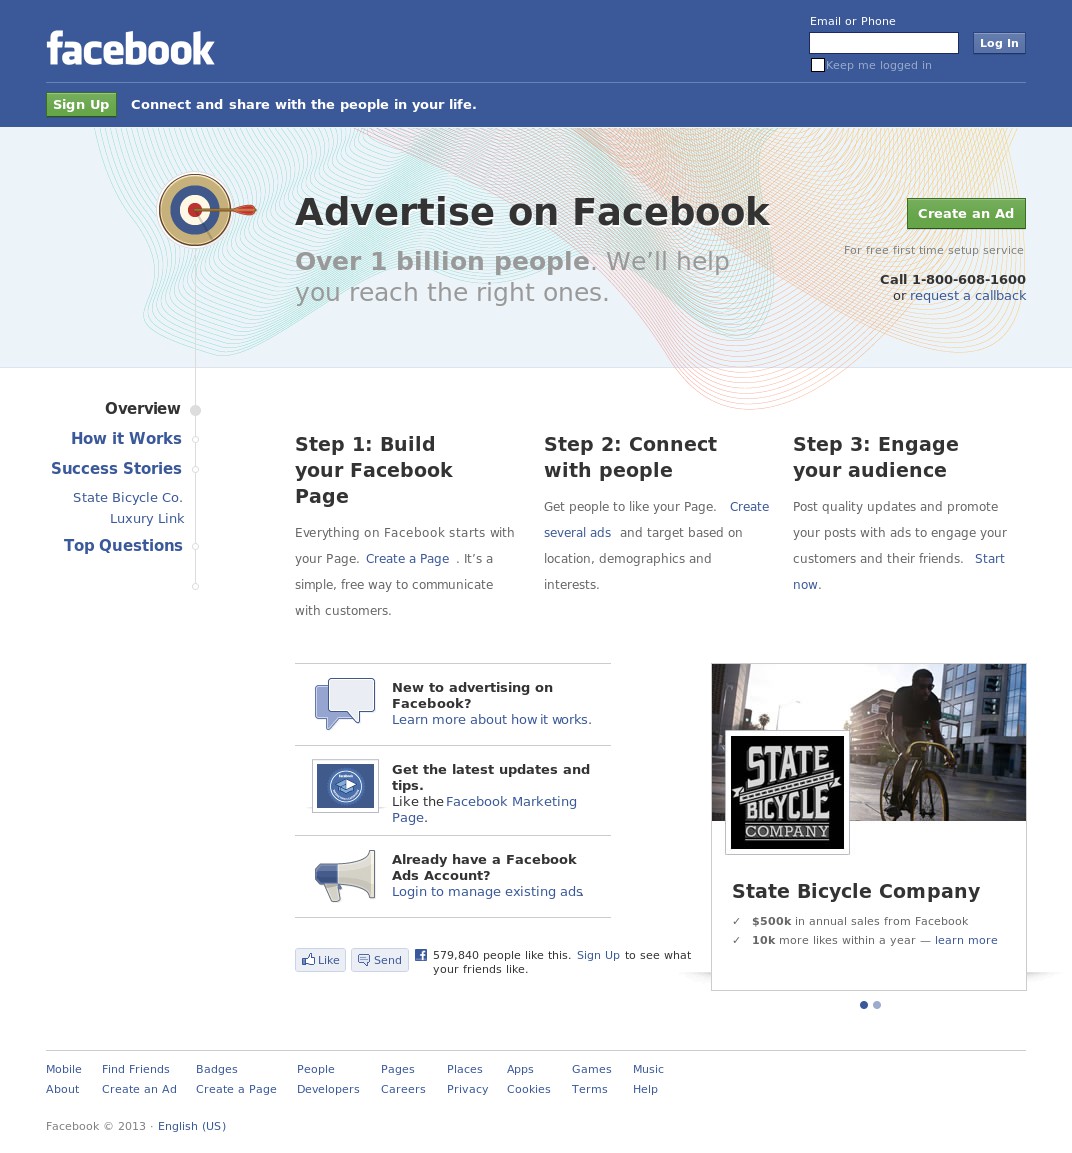 facebook
Email or Phone
Log In
Keep me logged in
Sign Up
Connect and share with the people in your life.
Advertise on Facebook
Over 1 billion people. We'll help
you reach the right ones.
Create an Ad
For free first time setup service
Call 1-800-608-1600
or request a callback
Overview
How it Works
Success Stories
State Bicycle Co.
Luxury Link
Top Questions
Step 1: Build
your Facebook
Page
Everything on Facebook starts with
your Page. Create a Page . It's a
simple, free way to communicate
with customers.
Step 2: Connect
with people
Get people to like your Page. Create
several ads and target based on
location, demographics and
interests.
Step 3: Engage
your audience
Post quality updates and promote
your posts with ads to engage your
customers and their friends. Start
now.
New to advertising on
Facebook?
Learn more about how it works.
Get the latest updates and
tips.
Like the Facebook Marketing
Page.
Already have a Facebook
Ads Account?
Login to manage existing ads.
Like
Send
579,840 people like this. Sign Up to see what
your friends like.
STATE
BICYCLE
COMPANY
State Bicycle Company
✓ $500k in annual sales from Facebook
✓ 10k more likes within a year — learn more
Mobile Find Friends Badges People Pages Places Apps Games Music
About Create an Ad Create a Page Developers Careers Privacy Cookies Terms Help
Facebook © 2013 · English (US)